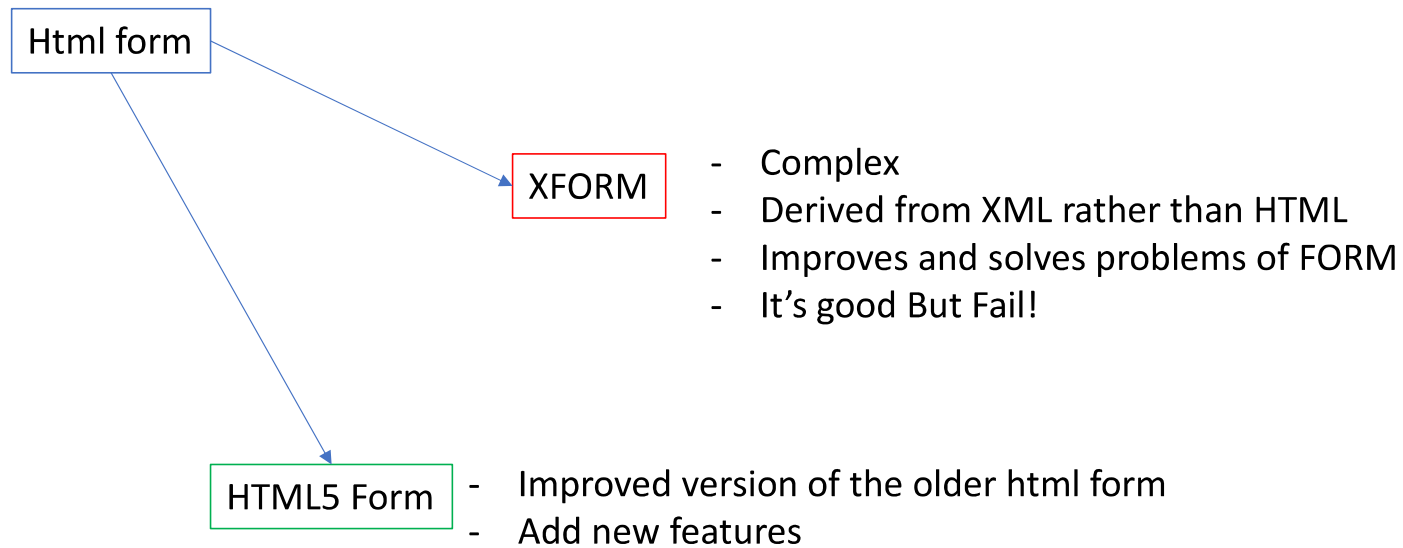 Html form
XFORM
- Complex
- Derived from XML rather than HTML
- Improves and solves problems of FORM
- It’s good But Fail!
HTML5 Form
- Improved version of the older html form
- Add new features